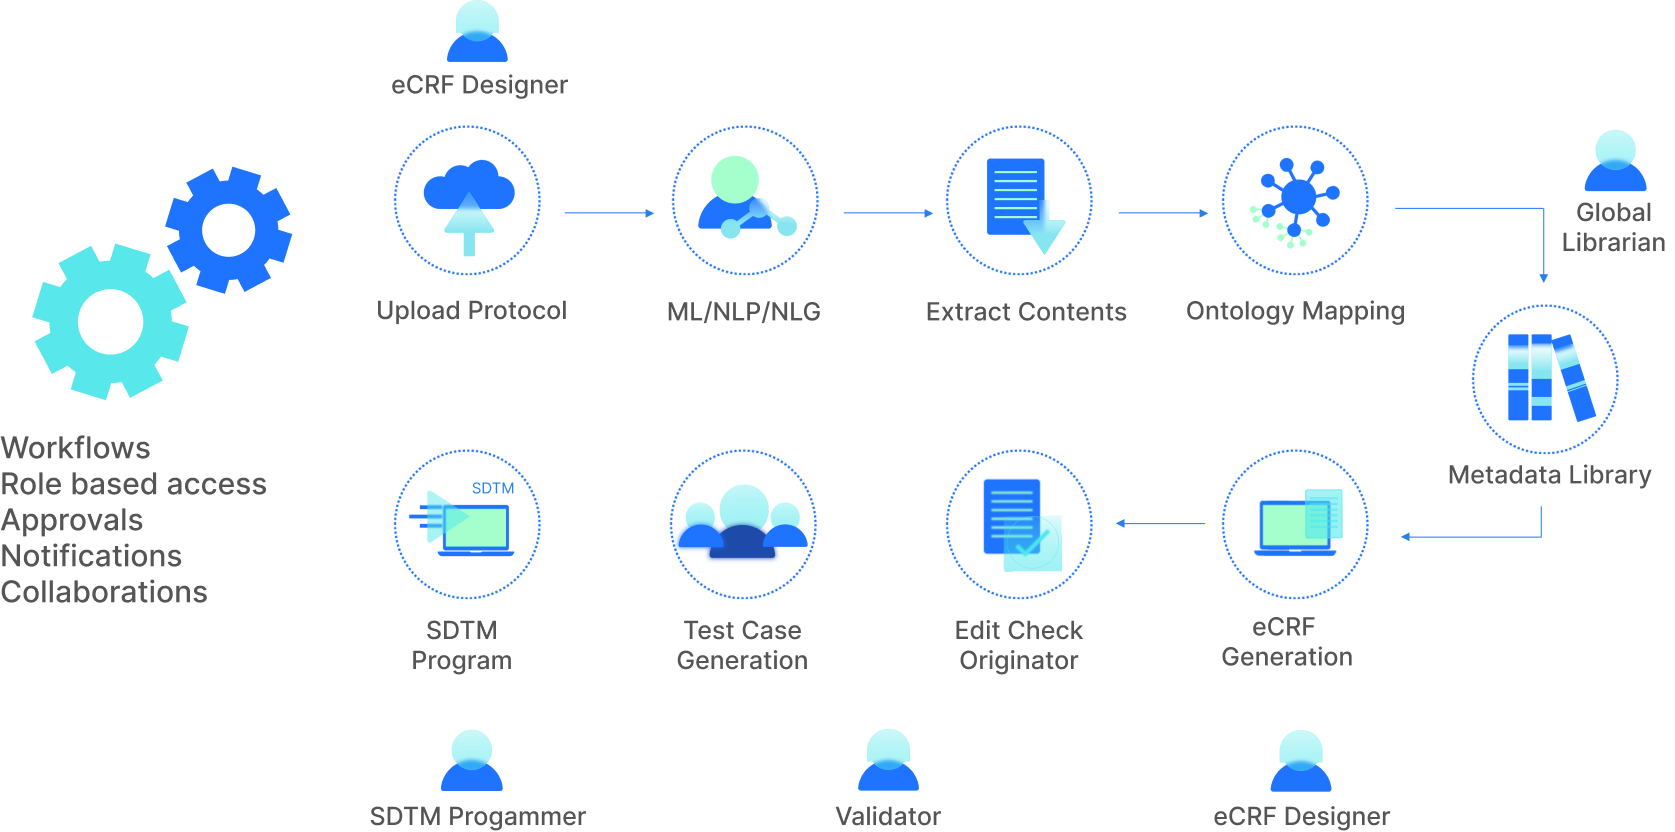 eCRF Designer
Upload Protocol
ML/NLP/NLG
Extract Contents
Ontology Mapping
Global
Librarian
Metadata Library
Workflows
Role based access
Approvals
Notifications
Collaborations
SDTM
SDTM
Program
Test Case
Generation
Edit Check
Originator
eCRF
Generation
SDTM Progammer
Validator
eCRF Designer